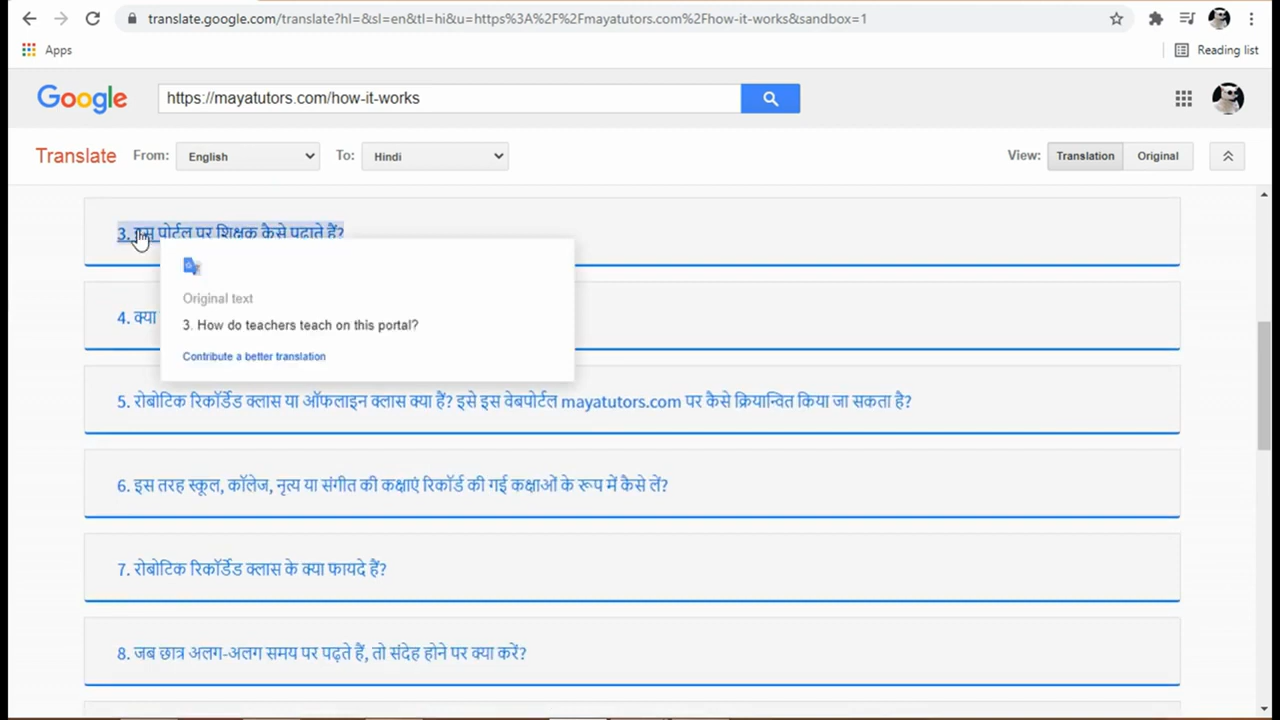 translate.google.com/translate?hl=&sl=en&tl=hi&u=https%3A%2F%2Fmayatutors.com%2Fhow-it-works&sandbox=1
Apps
Reading list
Google
https://mayatutors.com/how-it-works
Translate From: English To: Hindi View: Translation Original
3. इस पोर्टल पर शिक्षक कैसे पढ़ाते हैं?
Original text
3. How do teachers teach on this portal?
Contribute a better translation
4. क्या
5. रोबोटिक रिकॉर्डेड क्लास या ऑफलाइन क्लास क्या हैं? इसे इस वेबपोर्टल mayatutors.com पर कैसे क्रियान्वित किया जा सकता है?
6. इस तरह स्कूल, कॉलेज, नृत्य या संगीत की कक्षाएं रिकॉर्ड की गई कक्षाओं के रूप में कैसे लें?
7. रोबोटिक रिकॉर्डेड क्लास के क्या फायदे हैं?
8. जब छात्र अलग-अलग समय पर पढ़ते हैं, तो संदेह होने पर क्या करें?